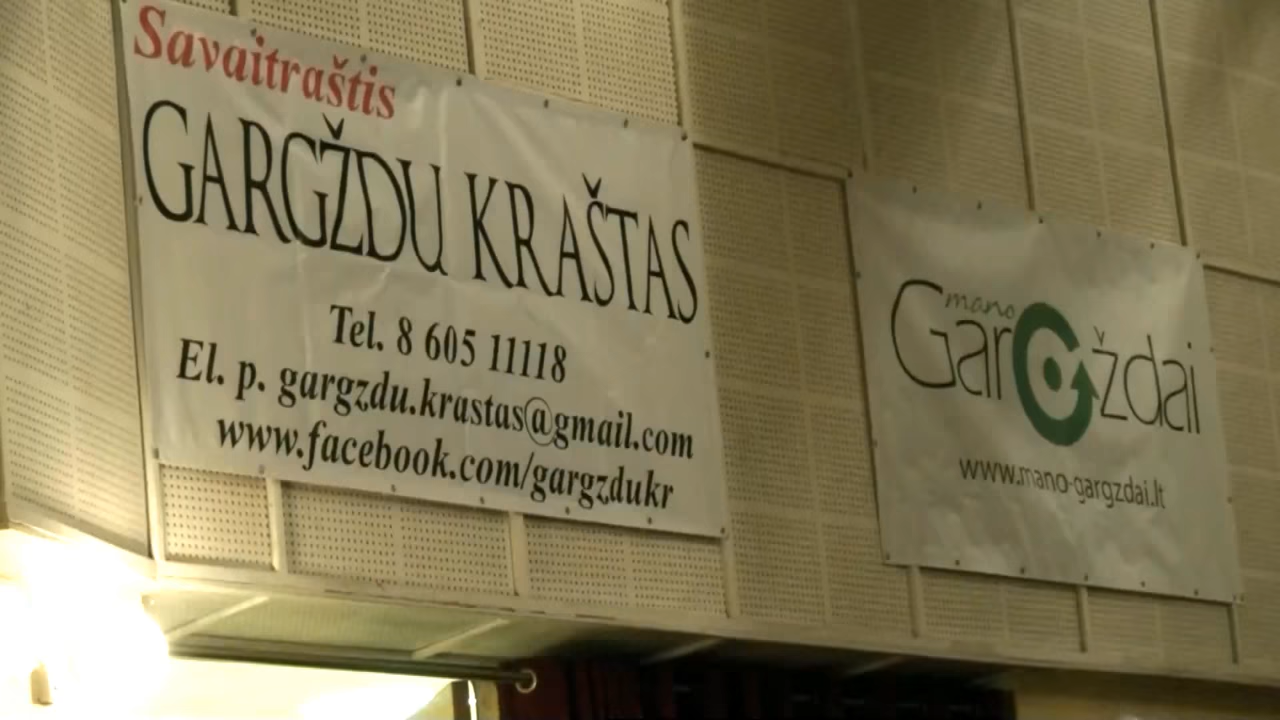 Savaitraštis
GARGŽDU KRAŠTAS
Tel. 8 605 11118
El. p. gargzdu.krastas@gmail.com
www.facebook.com/gargzdukr
mano
Gargždai
www.mano-gargzdai.lt